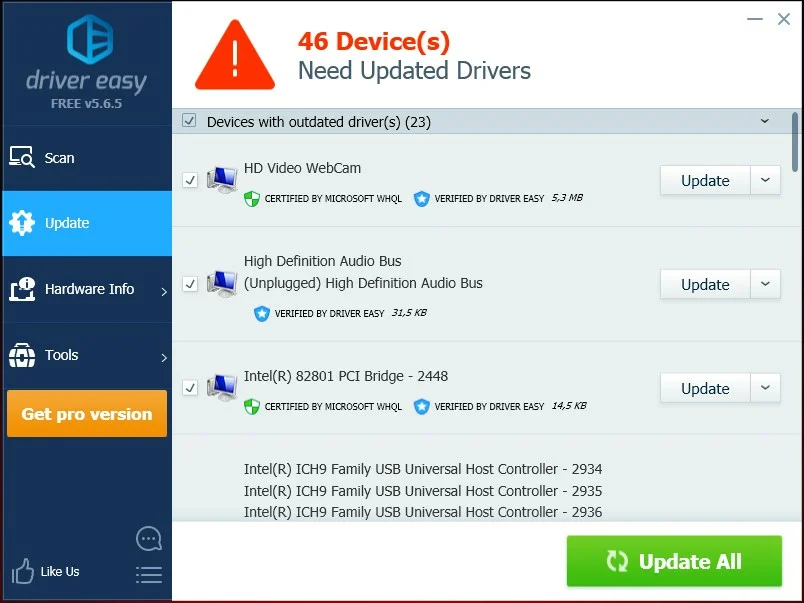 driver easy
FREE v5.6.5
Scan
Update
Hardware Info
Tools
Get pro version
Like Us
46 Device(s)
Need Updated Drivers
Devices with outdated driver(s) (23)
HD Video WebCam
CERTIFIED BY MICROSOFT WHQL VERIFIED BY DRIVER EASY 5,3 MB
Update
High Definition Audio Bus
(Unplugged) High Definition Audio Bus
VERIFIED BY DRIVER EASY 31,5 KB
Update
Intel(R) 82801 PCI Bridge - 2448
CERTIFIED BY MICROSOFT WHQL VERIFIED BY DRIVER EASY 14,5 KB
Update
Intel(R) ICH9 Family USB Universal Host Controller - 2934
Intel(R) ICH9 Family USB Universal Host Controller - 2935
Intel(R) ICH9 Family USB Universal Host Controller - 2936
Update All